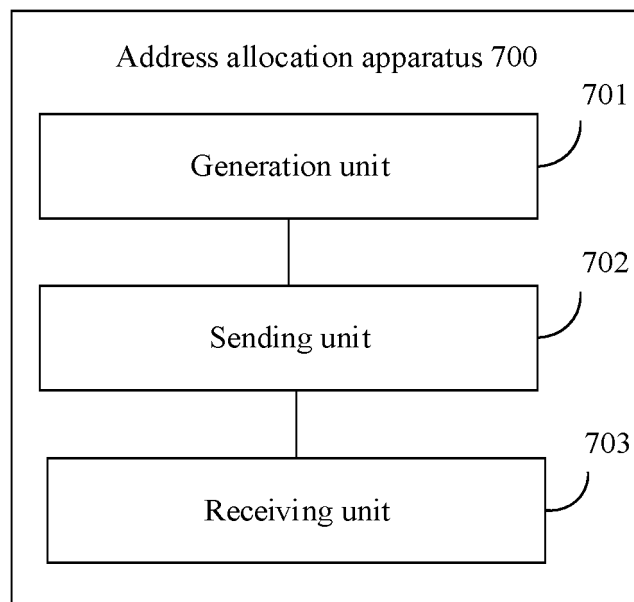 Address allocation apparatus 700
701
Generation unit
702
Sending unit
703
Receiving unit